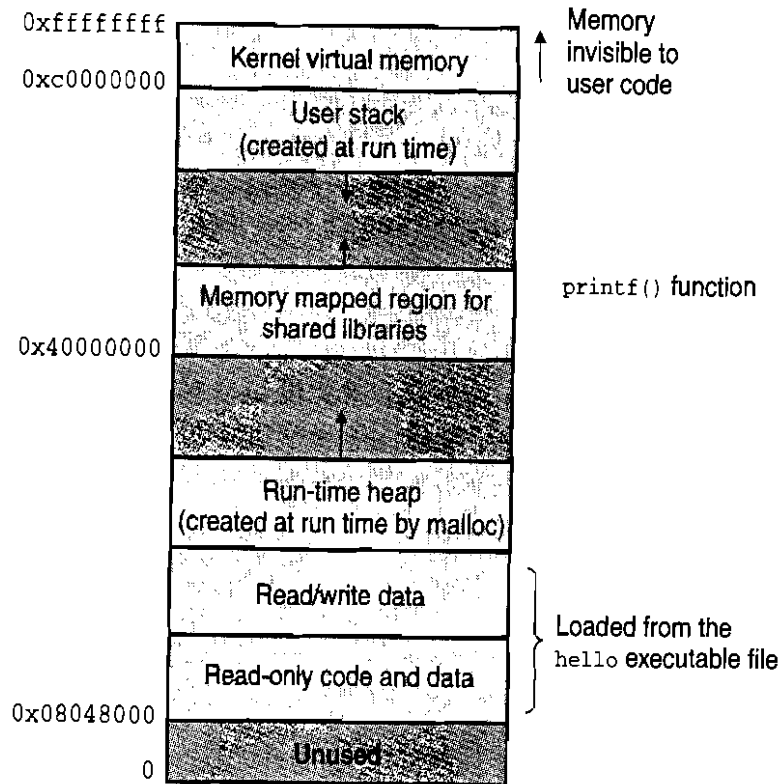 0xffffffff
Kernel virtual memory
Memory
invisible to
user code
0xc0000000
User stack
(created at run time)
Memory mapped region for
shared libraries
printf() function
0x40000000
Run-time heap
(created at run time by malloc)
Read/write data
Loaded from the
hello executable file
Read-only code and data
0x08048000
Unused
0